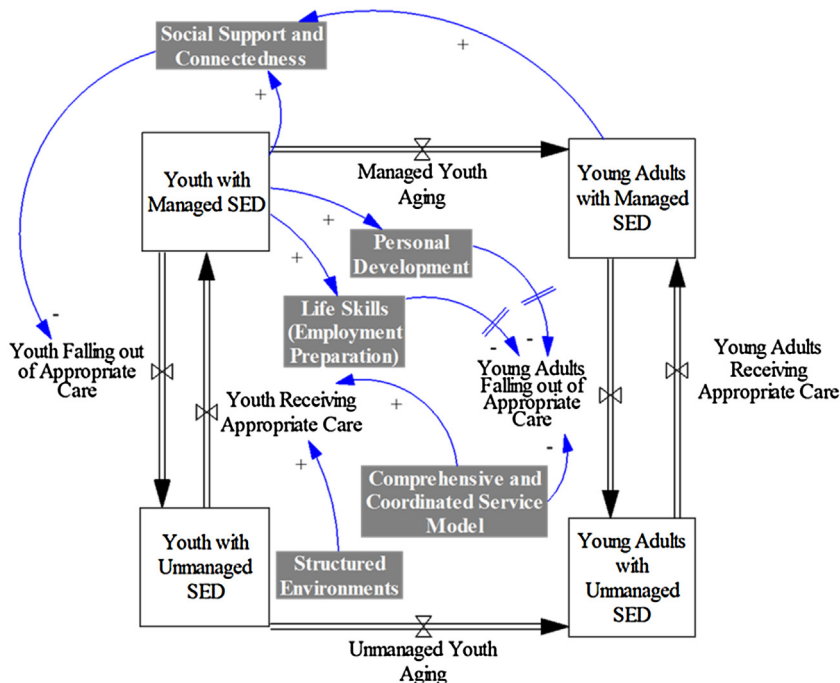 Social Support and
Connectedness
+
+
Youth with
Managed SED
Managed Youth
Aging
Young Adults
with Managed
SED
+
Personal
Development
+
Life Skills
(Employment
Preparation)
-
Youth Falling out
of Appropriate
Care
-
-
Young Adults
Falling out of
Appropriate
Care
Young Adults
Receiving
Appropriate Care
Youth Receiving
Appropriate Care
+
+
-
Comprehensive and
Coordinated Service
Model
Youth with
Unmanaged
SED
Structured
Environments
Young Adults
with
Unmanaged
SED
Unmanaged Youth
Aging